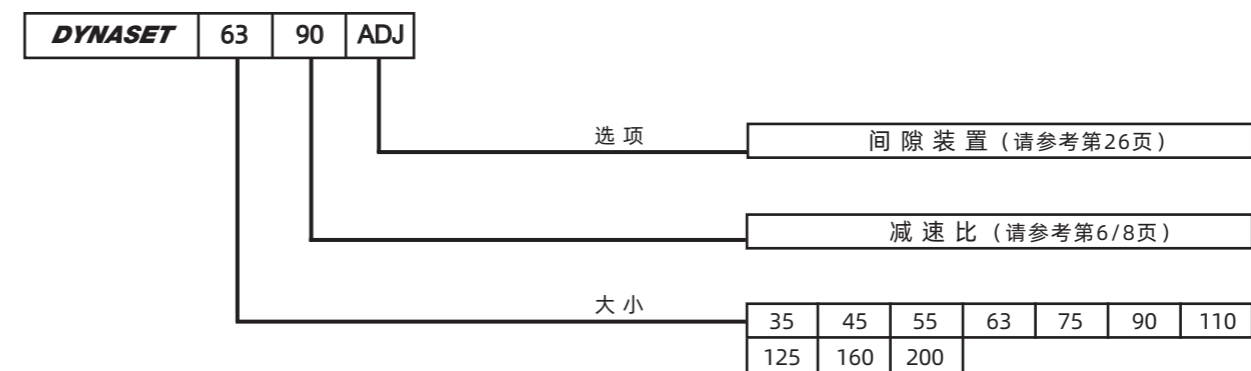 DYNASET 63 90 ADJ
选项 间隙装置(请参考第26页)
减速比(请参考第6/8页)
大小
35 45 55 63 75 90 110
125 160 200